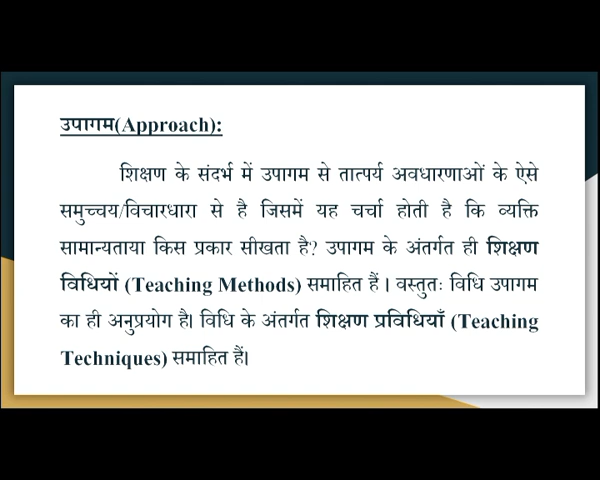 उपागम(Approach):
शिक्षण के संदर्भ में उपागम से तात्पर्य अवधारणाओं के ऐसे
समुच्चय/विचारधारा से है जिसमें यह चर्चा होती है कि व्यक्ति
सामान्यताया किस प्रकार सीखता है? उपागम के अंतर्गत ही शिक्षण
विधियों (Teaching Methods) समाहित हैं । वस्तुतः विधि उपागम
का ही अनुप्रयोग है। विधि के अंतर्गत शिक्षण प्रविधियाँ (Teaching
Techniques) समाहित हैं।